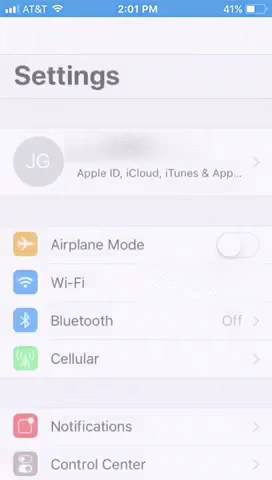 AT&T 2:01 PM 41%
Settings
JG
Apple ID, iCloud, iTunes & App...
Airplane Mode
Wi-Fi
Bluetooth Off
Cellular
Notifications
Control Center